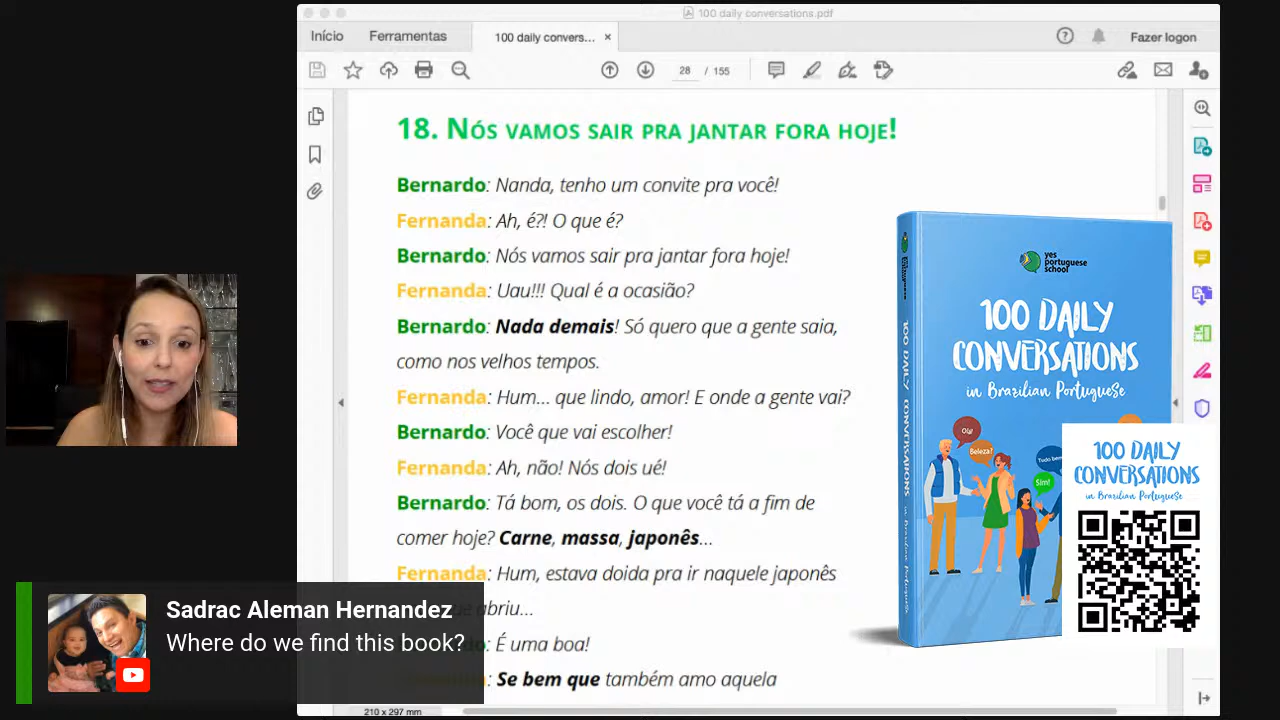 100 daily conversations.pdf
Início
Ferramentas
100 daily convers...
Fazer logon
28 / 155
18. Nós vamos sair pra jantar fora hoje!
Bernardo: Nanda, tenho um convite pra você!
Fernanda: Ah, é?! O que é?
Bernardo: Nós vamos sair pra jantar fora hoje!
Fernanda: Uau!!! Qual é a ocasião?
Bernardo: Nada demais! Só quero que a gente saia,
como nos velhos tempos.
Fernanda: Hum... que lindo, amor! E onde a gente vai?
Bernardo: Você que vai escolher!
Fernanda: Ah, não! Nós dois ué!
Bernardo: Tá bom, os dois. O que você tá a fim de
comer hoje? Carne, massa, japonês...
Fernanda: Hum, estava doida pra ir naquele japonês
abriu...
: É uma boa!
: Se bem que também amo aquela
210 x 297 mm
yes
portuguese
school
100 DAILY
CONVERSATIONS
in Brazilian Portuguese
100 DAILY CONVERSATIONS
Beleza?
Tudo bem
Sim!
100 DAILY
CONVERSATIONS
in Brazilian Portuguese
Sadrac Aleman Hernandez
Where do we find this book?